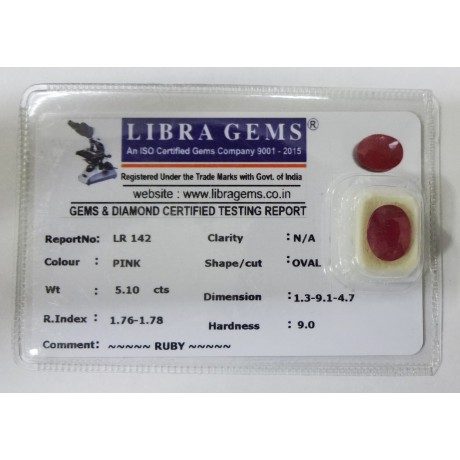 LIBRA GEMS®
An ISO Certified Gems Company 9001 - 2015
Registered Under the Trade Marks with Govt. of India
website : www.libragems.co.in
GEMS & DIAMOND CERTIFIED TESTING REPORT
ReportNo: LR 142 Clarity : N/A
Colour : PINK Shape/cut : OVAL
Wt : 5.10 cts Dimension : 1.3-9.1-4.7
R.Index : 1.76-1.78 Hardness : 9.0
Comment: ~~~~~ RUBY ~~~~~